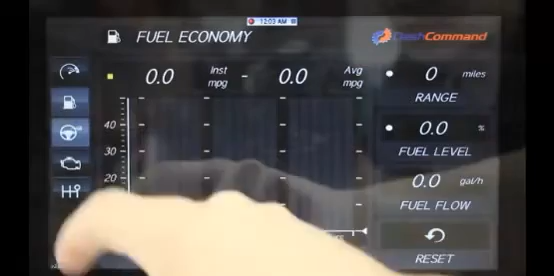 12:03 AM
FUEL ECONOMY
DashCommand
0.0 Inst mpg - 0.0 Avg mpg
0 miles
RANGE
40
30
20
0.0 %
FUEL LEVEL
0.0 gal/h
FUEL FLOW
RESET